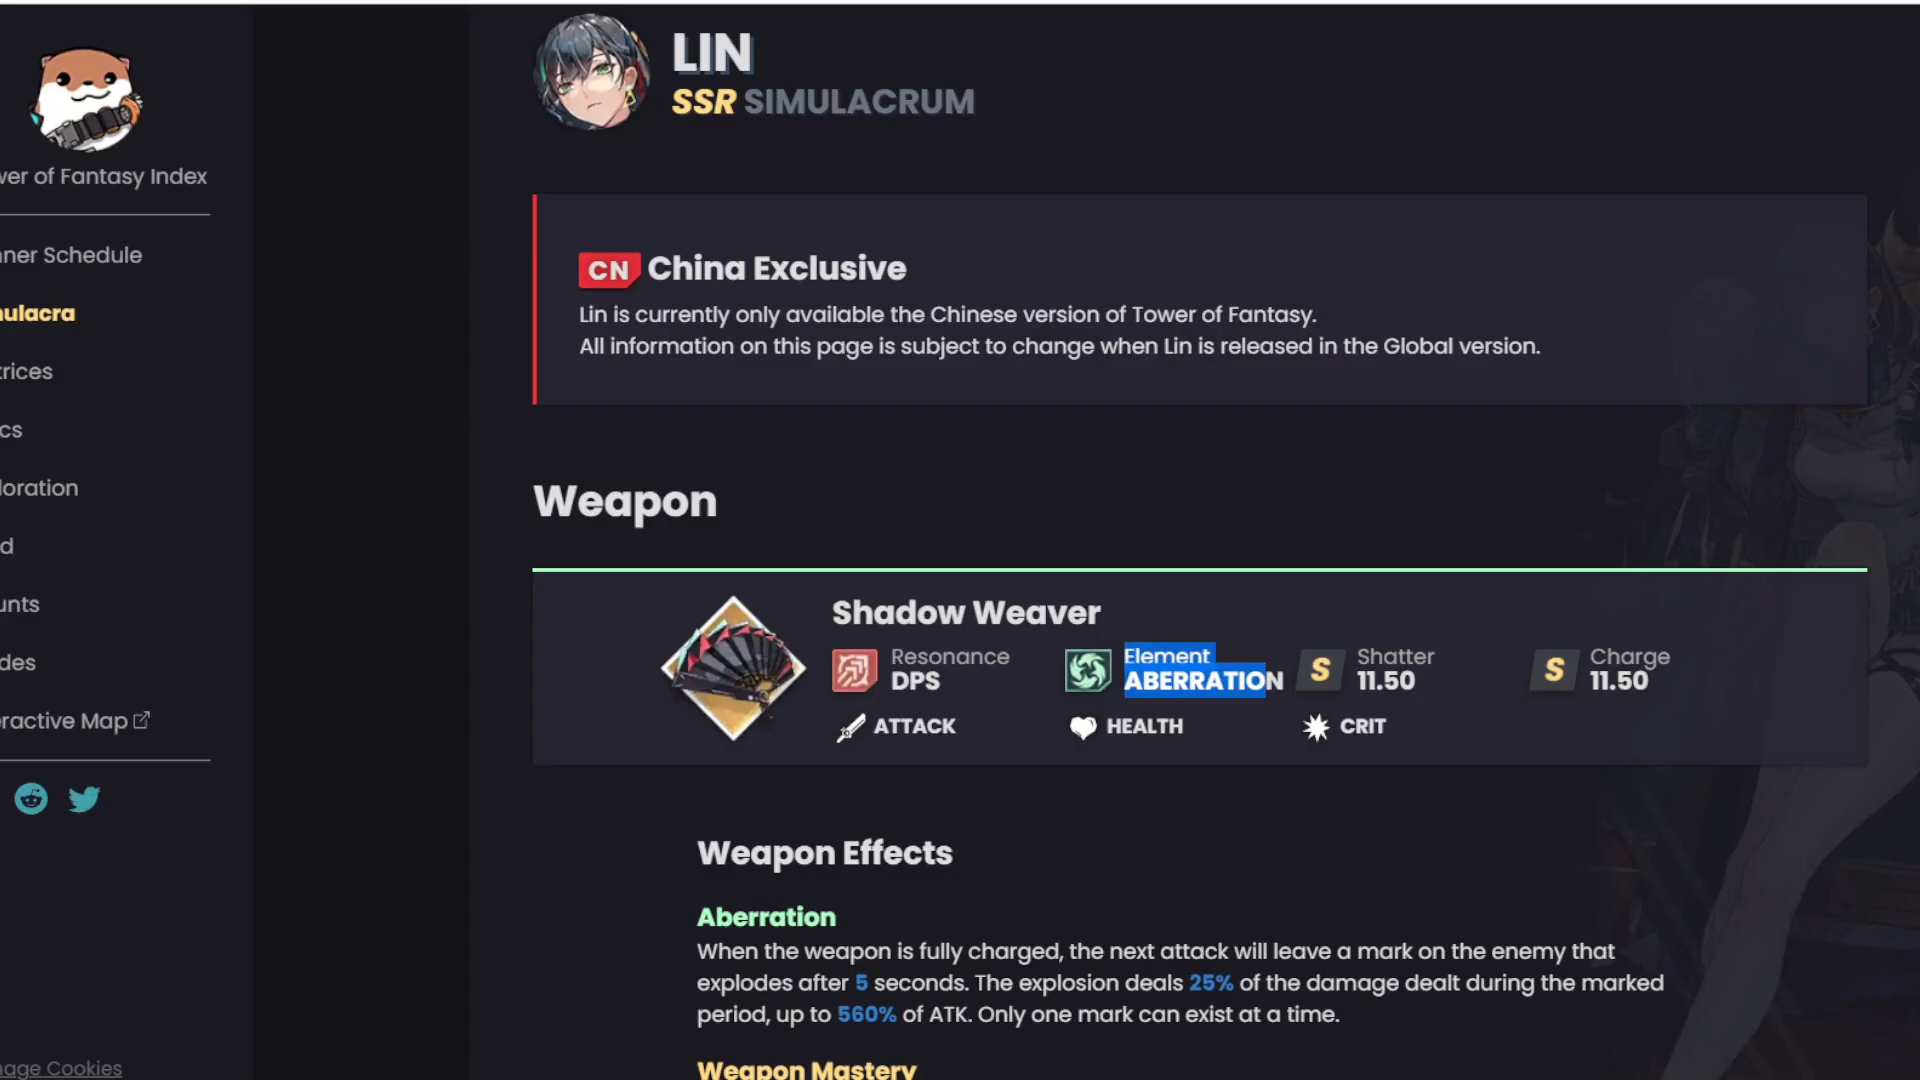 LIN
SSR SIMULACRUM
wer of Fantasy Index
nner Schedule
nulacra
trices
cs
loration
d
unts
des
eractive Map
nage Cookies
CN China Exclusive
Lin is currently only available the Chinese version of Tower of Fantasy.
All information on this page is subject to change when Lin is released in the Global version.
Weapon
Shadow Weaver
Resonance
DPS
Element
ABERRATION
S Shatter
11.50
S Charge
11.50
ATTACK
HEALTH
CRIT
Weapon Effects
Aberration
When the weapon is fully charged, the next attack will leave a mark on the enemy that
explodes after 5 seconds. The explosion deals 25% of the damage dealt during the marked
period, up to 560% of ATK. Only one mark can exist at a time.
Weapon Mastery